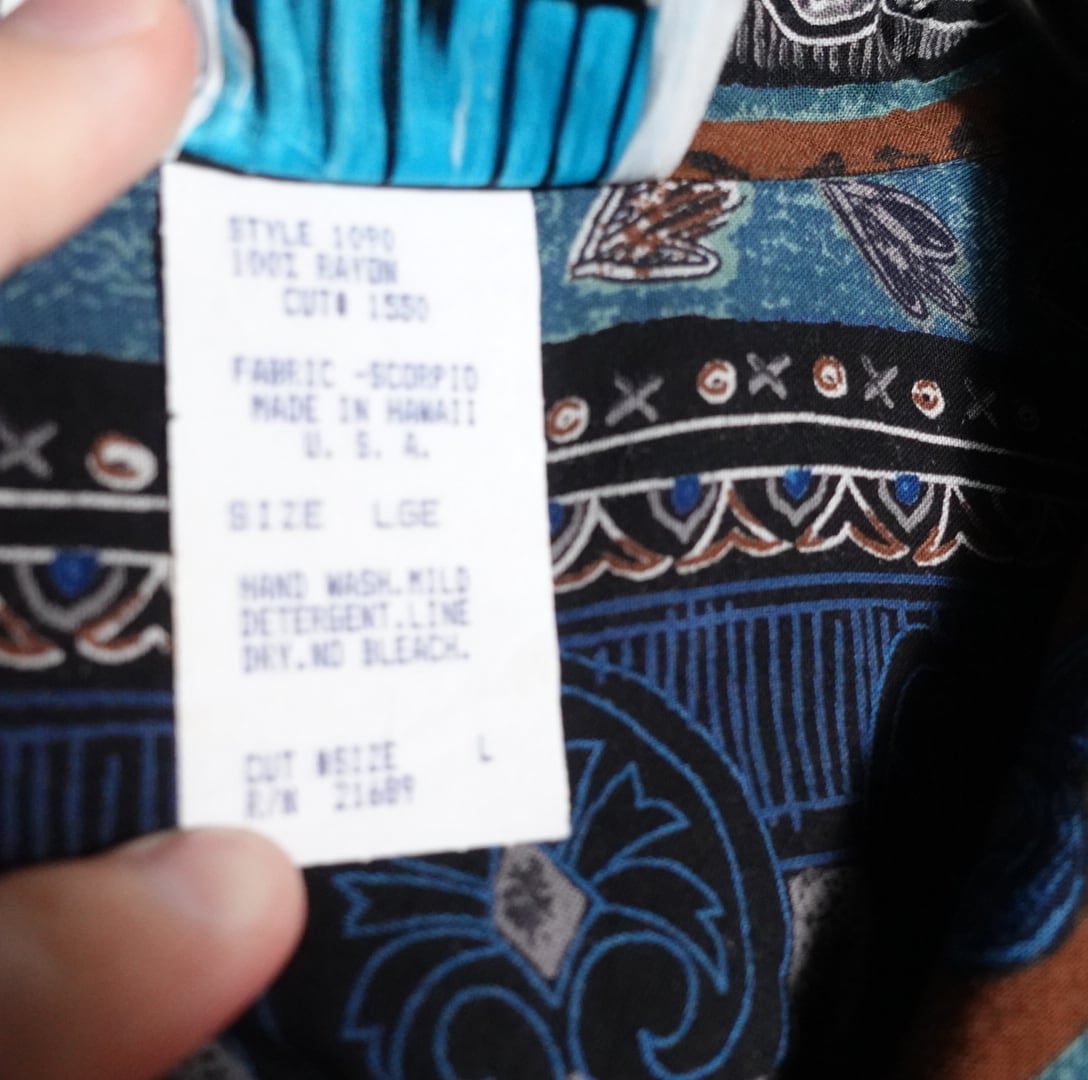 STYLE 1090
100% RAYON
CUT# 1550
FABRIC -SCORPIO
MADE IN HAWAII
U. S. A.
SIZE LGE
HAND WASH.MILD
DETERGENT.LINE
DRY.NO BLEACH.
CUT #SIZE L
R/N 21689